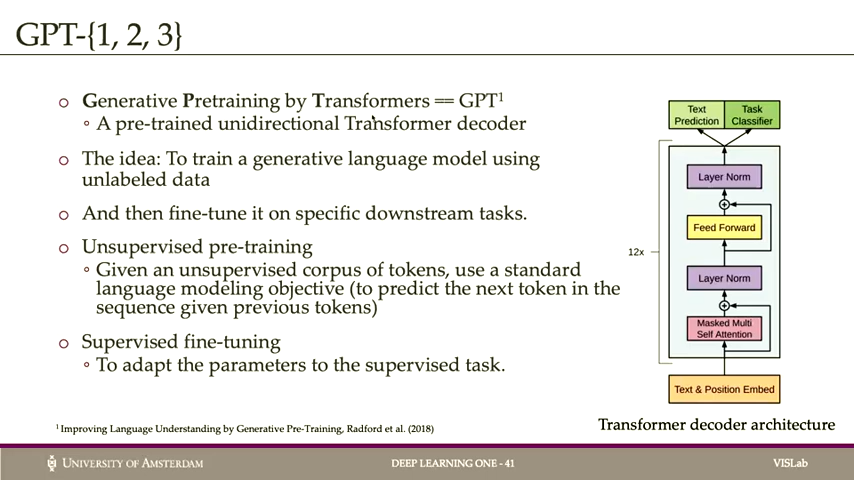 GPT-{1, 2, 3}
○ Generative Pretraining by Transformers == GPT¹
◦ A pre-trained unidirectional Transformer decoder
○ The idea: To train a generative language model using
unlabeled data
○ And then fine-tune it on specific downstream tasks.
○ Unsupervised pre-training
◦ Given an unsupervised corpus of tokens, use a standard
language modeling objective (to predict the next token in the
sequence given previous tokens)
○ Supervised fine-tuning
◦ To adapt the parameters to the supervised task.
¹ Improving Language Understanding by Generative Pre-Training, Radford et al. (2018)
Text
Prediction
Task
Classifier
Layer Norm
Feed Forward
12x
Layer Norm
Masked Multi
Self Attention
Text & Position Embed
Transformer decoder architecture
UNIVERSITY OF AMSTERDAM
DEEP LEARNING ONE - 41
VISLab